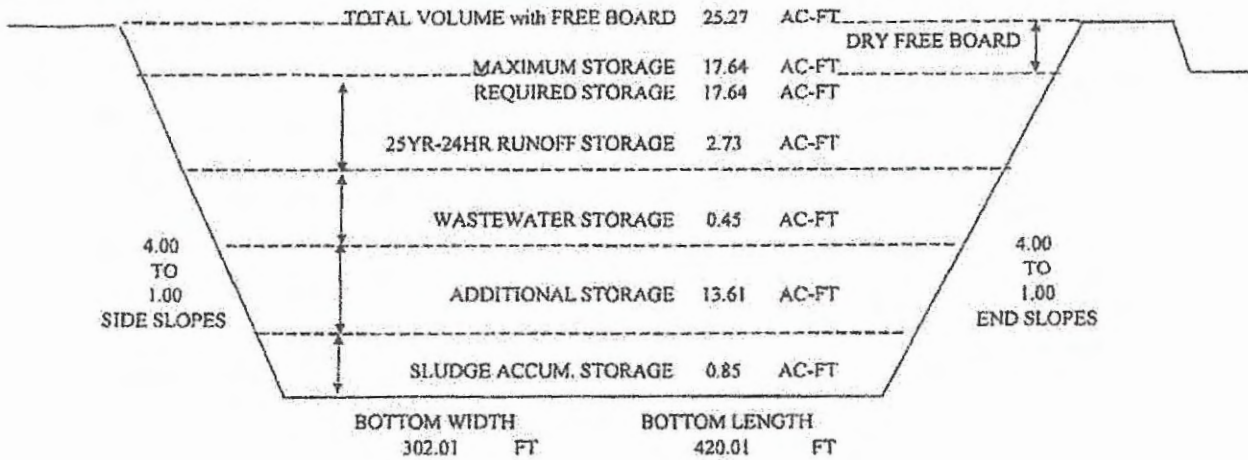 TOTAL VOLUME with FREE BOARD 25.27 AC-FT
DRY FREE BOARD
MAXIMUM STORAGE 17.64 AC-FT
REQUIRED STORAGE 17.64 AC-FT
25YR-24HR RUNOFF STORAGE 2.73 AC-FT
WASTEWATER STORAGE 0.45 AC-FT
4.00
TO
1.00
SIDE SLOPES
ADDITIONAL STORAGE 13.61 AC-FT
4.00
TO
1.00
END SLOPES
SLUDGE ACCUM. STORAGE 0.85 AC-FT
BOTTOM WIDTH
302.01 FT
BOTTOM LENGTH
420.01 FT